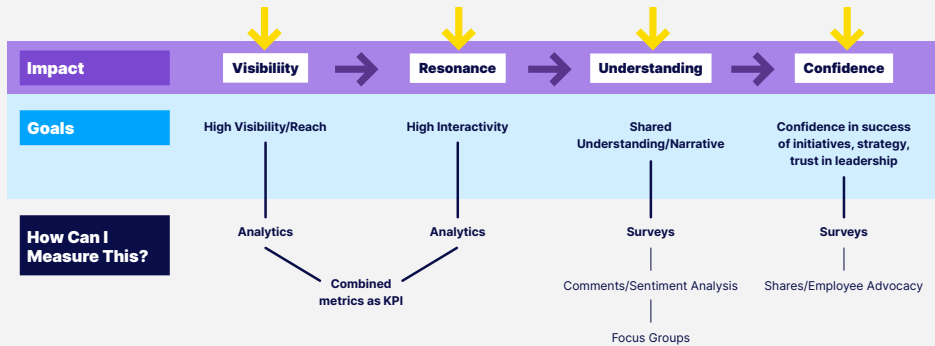 Impact
Visibiliity
Resonance
Understanding
Confidence
Goals
High Visibility/Reach
High Interactivity
Shared
Understanding/Narrative
Confidence in success
of initiatives, strategy,
trust in leadership
How Can I
Measure This?
Analytics
Analytics
Surveys
Surveys
Combined
metrics as KPI
Comments/Sentiment Analysis
Shares/Employee Advocacy
Focus Groups